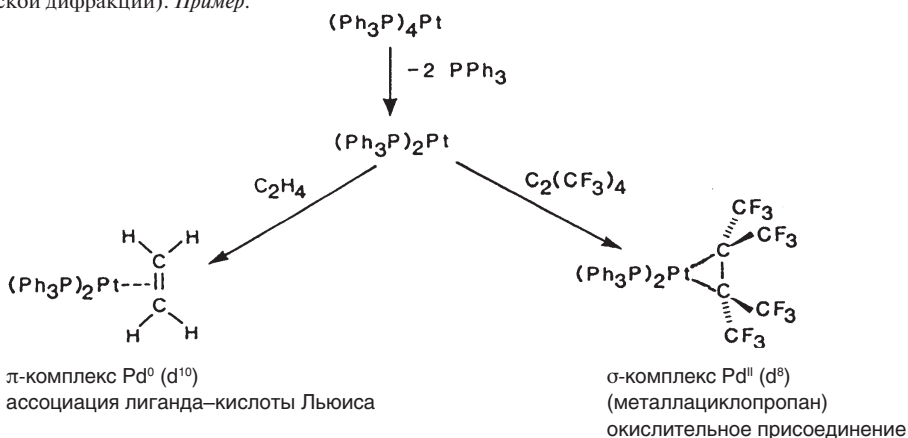 ской дифракции). Пример.
(Ph3P)4Pt
-2 PPh3
(Ph3P)2Pt
C2H4
C2(CF3)4
H H
C
(Ph3P)2Pt---||
C
H H
CF3
CF3
C
(Ph3P)2Pt
C
CF3
CF3
π-комплекс Pd⁰ (d¹⁰)
ассоциация лиганда–кислоты Льюиса
σ-комплекс Pdᴵᴵ (d⁸)
(металлациклопропан)
окислительное присоединение